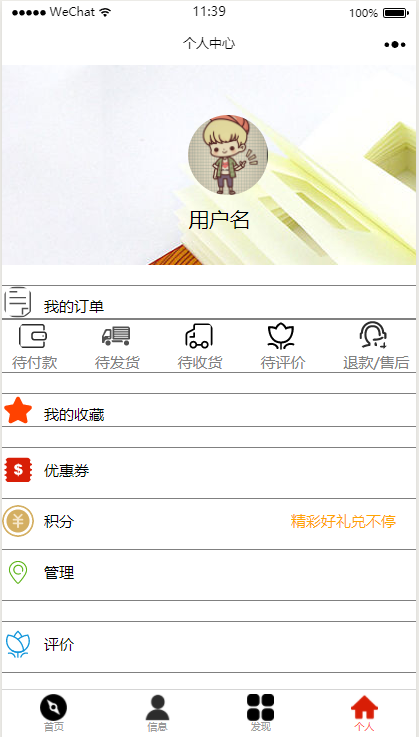 WeChat 11:39 100%
个人中心
用户名
我的订单
待付款 待发货 待收货 待评价 退款/售后
我的收藏
优惠券
积分 精彩好礼兑不停
管理
评价
首页 信息 发现 个人